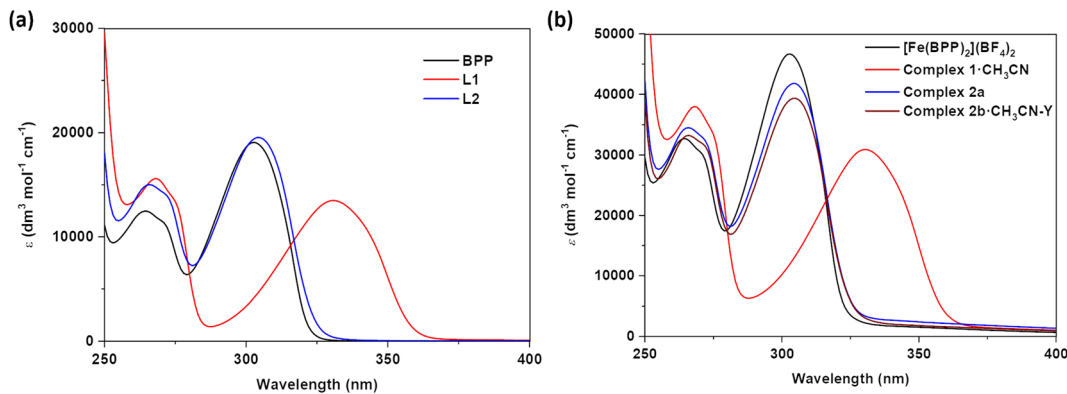 (a)
30000
20000
10000
0
ε (dm³ mol⁻¹ cm⁻¹)
BPP
L1
L2
250
300
350
400
Wavelength (nm)
(b)
50000
40000
30000
20000
10000
0
ε (dm³ mol⁻¹ cm⁻¹)
[Fe(BPP)₂](BF₄)₂
Complex 1·CH₃CN
Complex 2a
Complex 2b·CH₃CN-Y
250
300
350
400
Wavelength (nm)